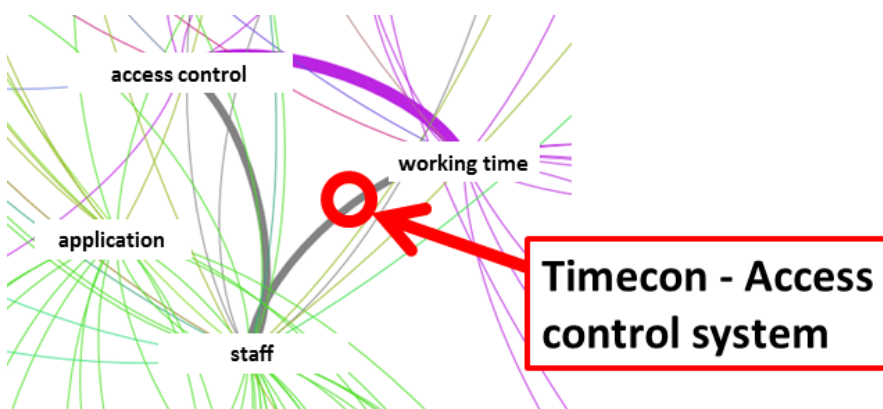 access control
working time
application
Timecon - Access
control system
staff